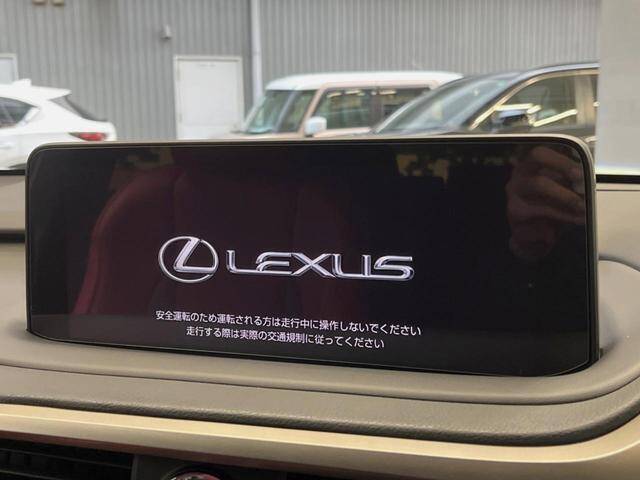 LEXUS
安全運転のため運転される方は走行中に操作しないでください
走行する際は実際の交通規制に従ってください